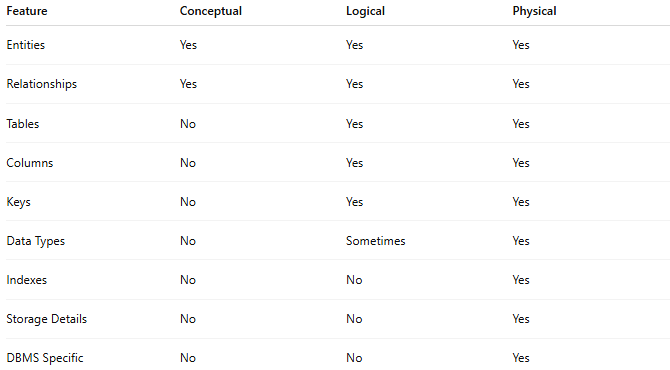 Feature Conceptual Logical Physical
Entities Yes Yes Yes
Relationships Yes Yes Yes
Tables No Yes Yes
Columns No Yes Yes
Keys No Yes Yes
Data Types No Sometimes Yes
Indexes No No Yes
Storage Details No No Yes
DBMS Specific No No Yes